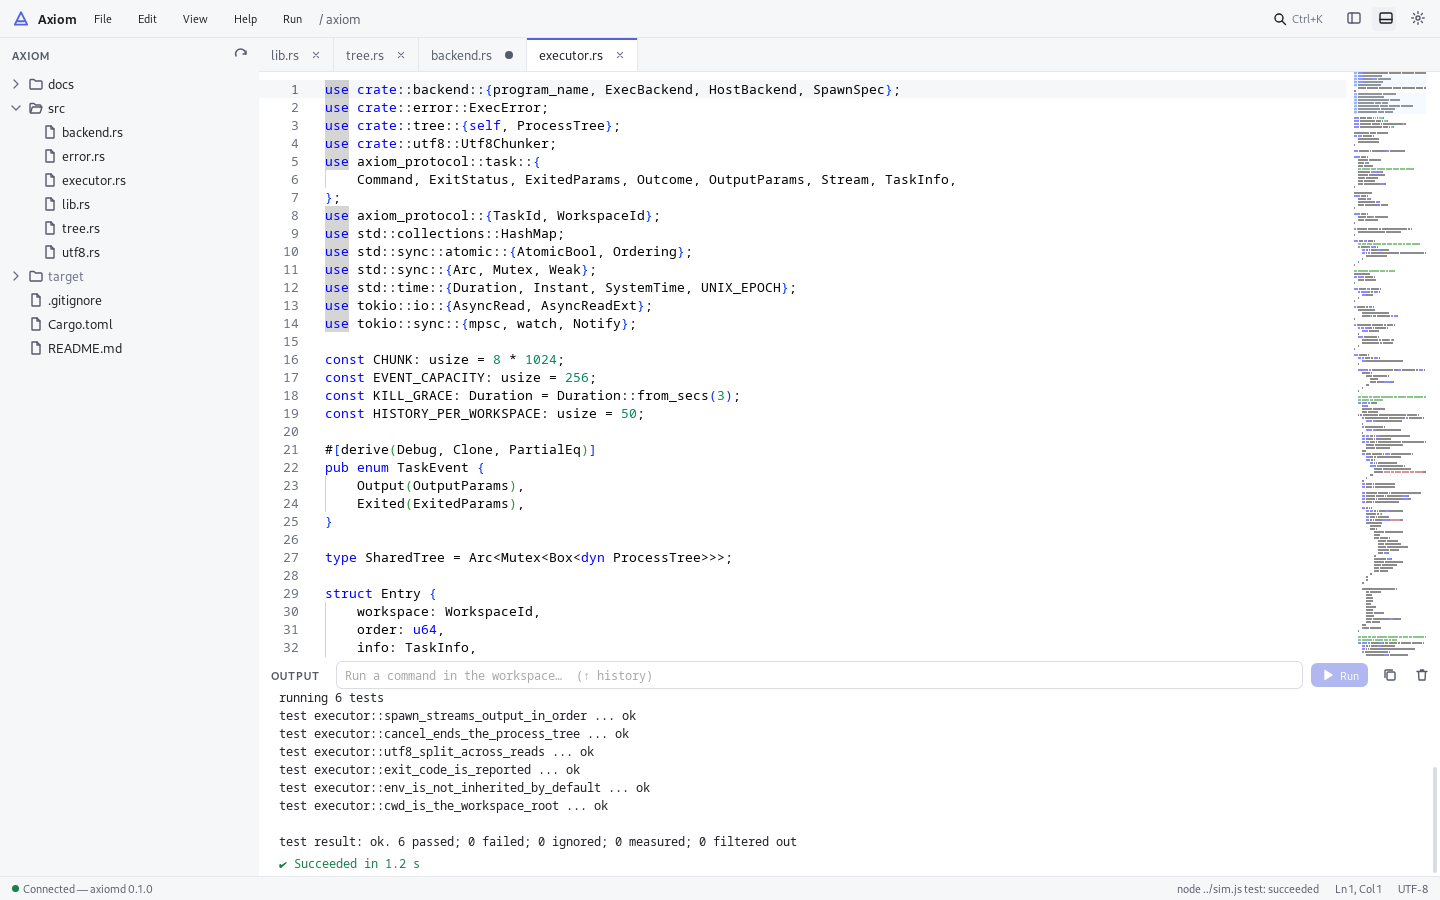 Axiom File Edit View Help Run / axiom Ctrl+K
AXIOM
docs
src
backend.rs
error.rs
executor.rs
lib.rs
tree.rs
utf8.rs
target
.gitignore
Cargo.toml
README.md
lib.rs tree.rs backend.rs executor.rs
1 use crate::backend::{program_name, ExecBackend, HostBackend, SpawnSpec};
2 use crate::error::ExecError;
3 use crate::tree::{self, ProcessTree};
4 use crate::utf8::Utf8Chunker;
5 use axiom_protocol::task::{
6     Command, ExitStatus, ExitedParams, Outcome, OutputParams, Stream, TaskInfo,
7 };
8 use axiom_protocol::{TaskId, WorkspaceId};
9 use std::collections::HashMap;
10 use std::sync::atomic::{AtomicBool, Ordering};
11 use std::sync::{Arc, Mutex, Weak};
12 use std::time::{Duration, Instant, SystemTime, UNIX_EPOCH};
13 use tokio::io::{AsyncRead, AsyncReadExt};
14 use tokio::sync::{mpsc, watch, Notify};
15
16 const CHUNK: usize = 8 * 1024;
17 const EVENT_CAPACITY: usize = 256;
18 const KILL_GRACE: Duration = Duration::from_secs(3);
19 const HISTORY_PER_WORKSPACE: usize = 50;
20
21 #[derive(Debug, Clone, PartialEq)]
22 pub enum TaskEvent {
23     Output(OutputParams),
24     Exited(ExitedParams),
25 }
26
27 type SharedTree = Arc<Mutex<Box<dyn ProcessTree>>>;
28
29 struct Entry {
30     workspace: WorkspaceId,
31     order: u64,
32     info: TaskInfo,
OUTPUT Run a command in the workspace… (↑ history) Run
running 6 tests
test executor::spawn_streams_output_in_order ... ok
test executor::cancel_ends_the_process_tree ... ok
test executor::utf8_split_across_reads ... ok
test executor::exit_code_is_reported ... ok
test executor::env_is_not_inherited_by_default ... ok
test executor::cwd_is_the_workspace_root ... ok
test result: ok. 6 passed; 0 failed; 0 ignored; 0 measured; 0 filtered out
✔ Succeeded in 1.2 s
Connected — axiomd 0.1.0 node ../sim.js test: succeeded Ln 1, Col 1 UTF-8